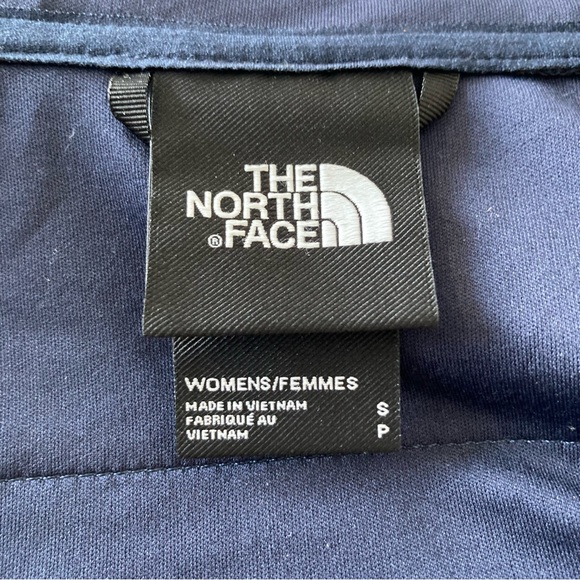 THE
NORTH
®FACE
WOMENS/FEMMES
MADE IN VIETNAM S
FABRIQUÉ AU
VIETNAM P